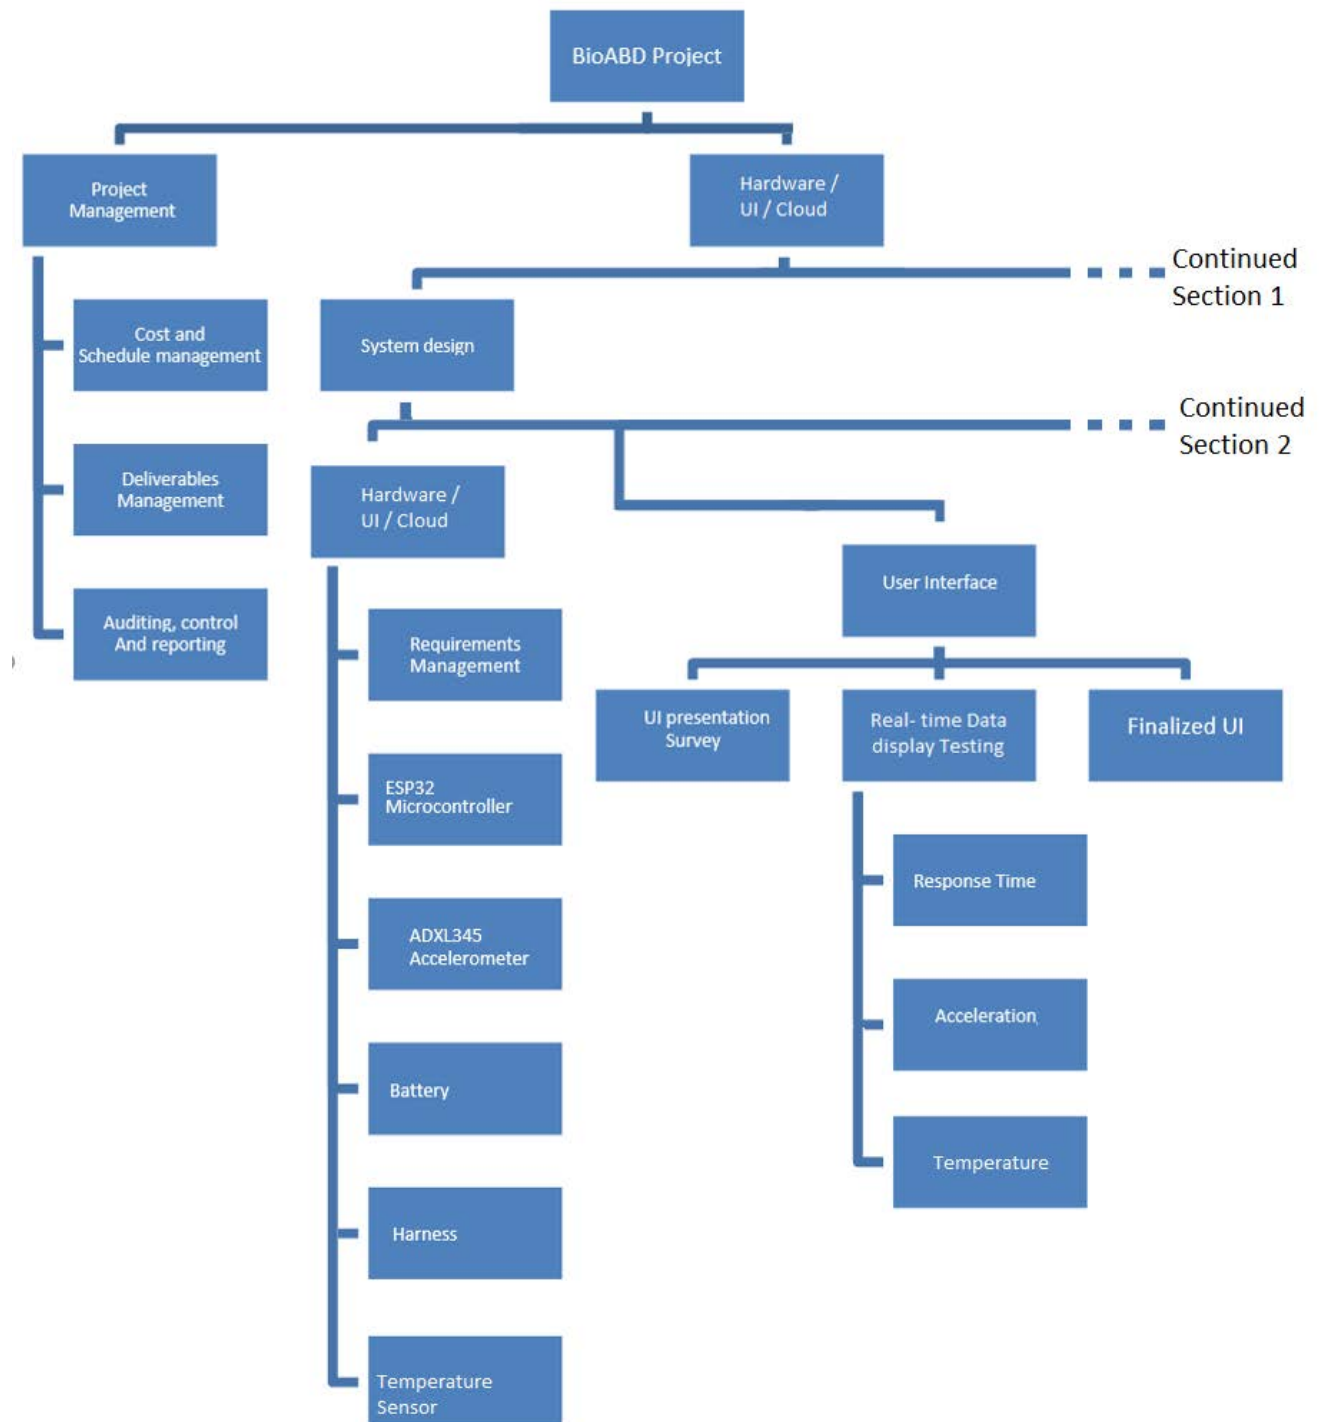 BioABD Project
Project
Management
Hardware /
UI / Cloud
Continued
Section 1
Cost and
Schedule management
System design
Continued
Section 2
Deliverables
Management
Hardware /
UI / Cloud
User Interface
Auditing, control
And reporting
Requirements
Management
UI presentation
Survey
Real- time Data
display Testing
Finalized UI
ESP32
Microcontroller
Response Time
ADXL345
Accelerometer
Acceleration
Battery
Temperature
Harness
Temperature
Sensor